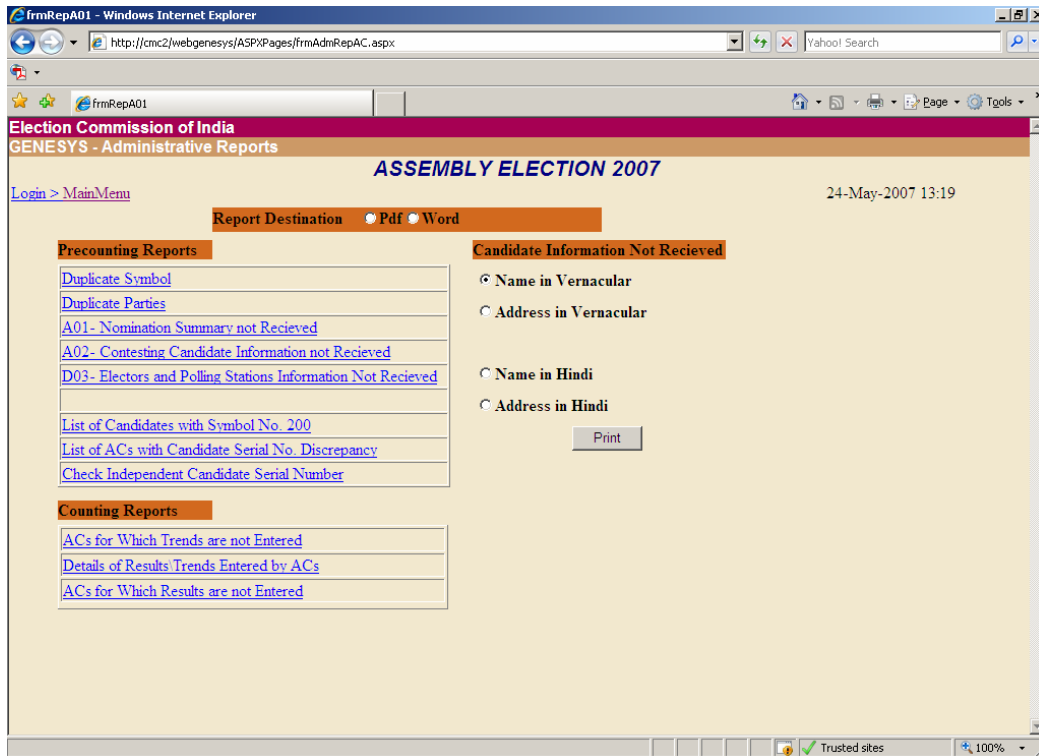 frmRepA01 - Windows Internet Explorer
http://cmc2/webgenesys/ASPXPages/frmAdmRepAC.aspx
Yahoo! Search
frmRepA01
Page
Tools
Election Commission of India
GENESYS - Administrative Reports
ASSEMBLY ELECTION 2007
Login > MainMenu
24-May-2007 13:19
Report Destination Pdf Word
Precounting Reports
Duplicate Symbol
Duplicate Parties
A01- Nomination Summary not Recieved
A02- Contesting Candidate Information not Recieved
D03- Electors and Polling Stations Information Not Recieved
List of Candidates with Symbol No. 200
List of ACs with Candidate Serial No. Discrepancy
Check Independent Candidate Serial Number
Counting Reports
ACs for Which Trends are not Entered
Details of Results\Trends Entered by ACs
ACs for Which Results are not Entered
Candidate Information Not Recieved
Name in Vernacular
Address in Vernacular
Name in Hindi
Address in Hindi
Print
Trusted sites
100%